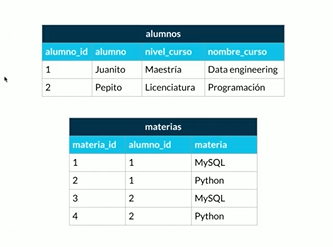 alumnos
alumno_id alumno nivel_curso nombre_curso
1 Juanito Maestría Data engineering
2 Pepito Licenciatura Programación
materias
materia_id alumno_id materia
1 1 MySQL
2 1 Python
3 2 MySQL
4 2 Python